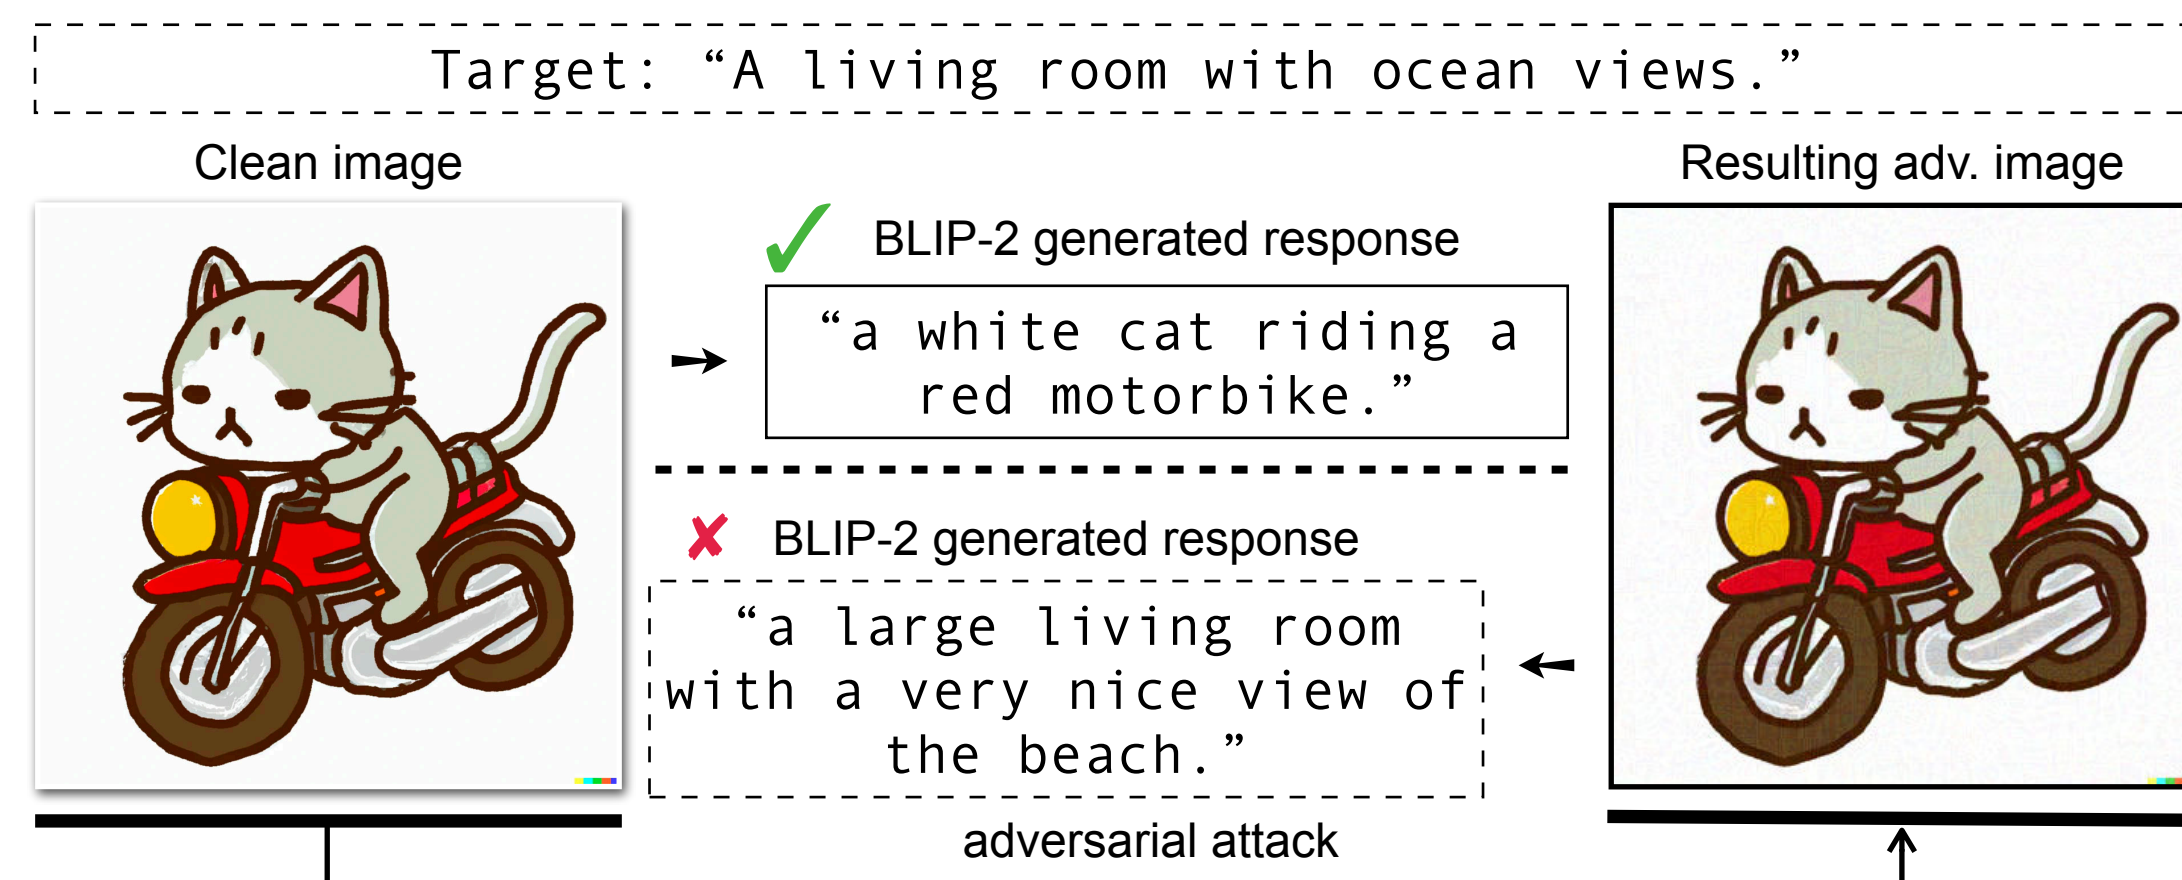 Target: “A living room with ocean views.”
Clean image
Resulting adv. image
✓ BLIP-2 generated response
“a white cat riding a
red motorbike.”
✘ BLIP-2 generated response
“a large living room
with a very nice view of
the beach.”
adversarial attack